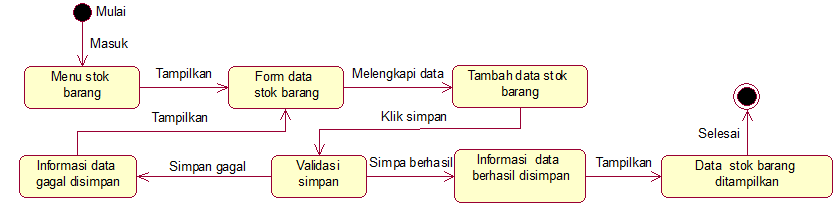 Mulai
Masuk
Menu stok
barang
Tampilkan
Form data
stok barang
Melengkapi data
Tambah data stok
barang
Tampilkan
Klik simpan
Selesai
Informasi data
gagal disimpan
Simpan gagal
Validasi
simpan
Simpa berhasil
Informasi data
berhasil disimpan
Tampilkan
Data stok barang
ditampilkan